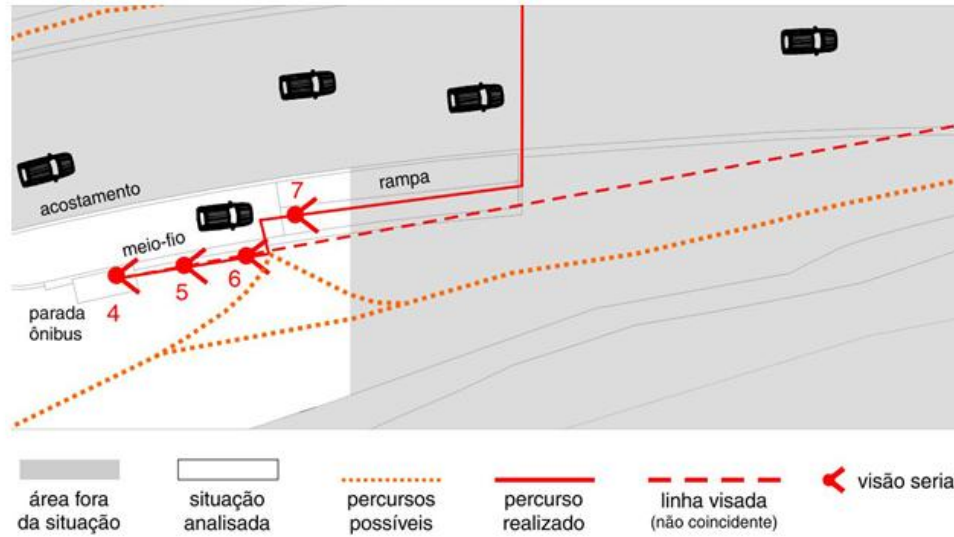 acostamento
7
rampa
meio-fio
6
5
4
parada
ônibus
área fora
da situação
situação
analisada
percursos
possíveis
percurso
realizado
linha visada
(não coincidente)
visão seria